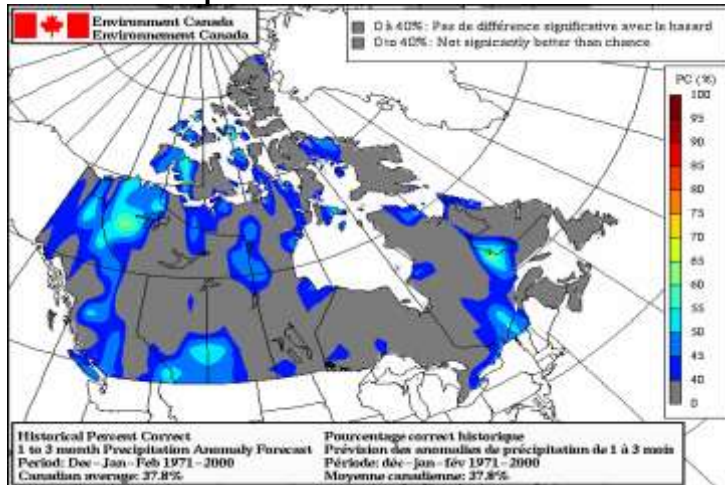 Environment Canada
Environnement Canada
0 à 40% : Pas de différence significative avec le hasard
0 to 40% : Not signicantly better than chance
PC (%)
100
95
90
85
80
75
70
65
60
55
50
45
40
0
Historical Percent Correct
1 to 3 month Precipitation Anomaly Forecast
Period: Dec-Jan-Feb 1971-2000
Canadian average: 37.8%
Pourcentage correct historique
Prévision des anomalies de précipitation de 1 à 3 mois
Période: déc-jan-fév 1971-2000
Moyenne canadienne: 37.8%